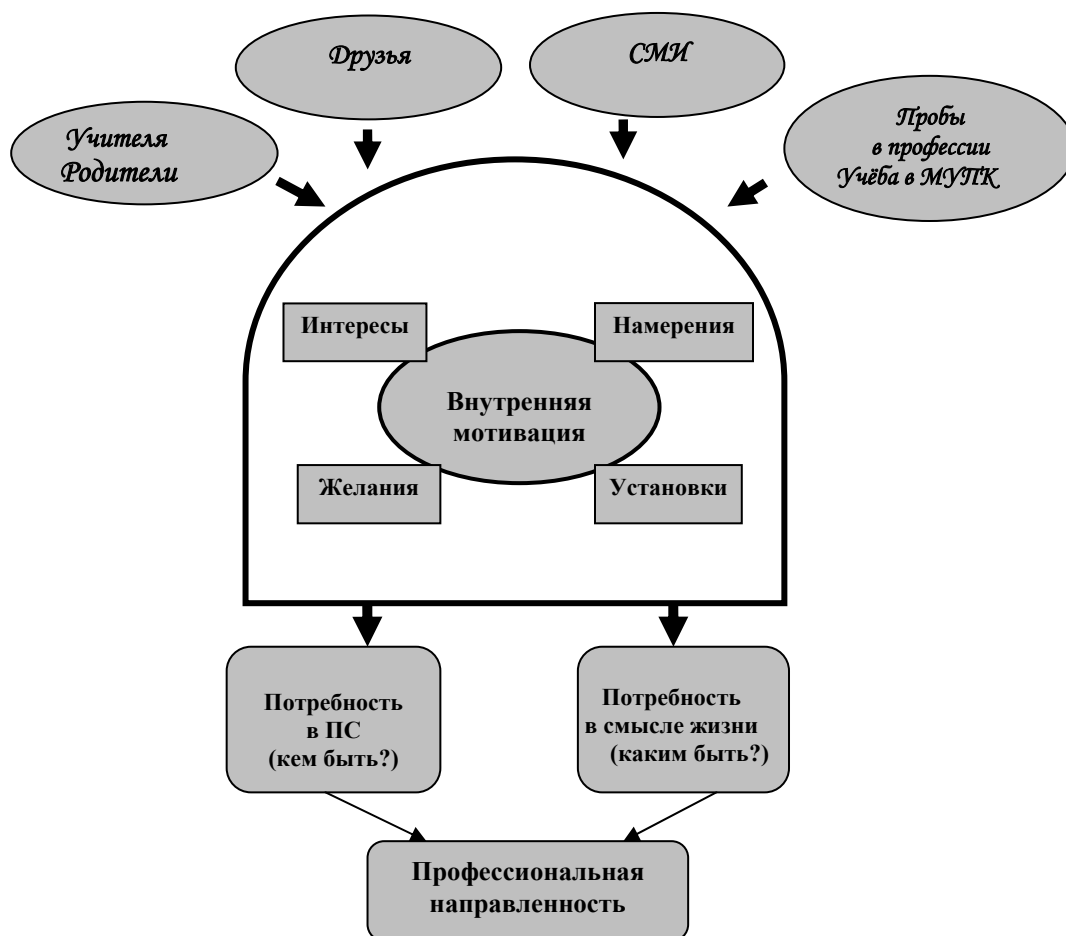 Друзья
СМИ
Учителя
Родители
Пробы
в профессии
Учёба в МУПК
Интересы
Намерения
Внутренняя
мотивация
Желания
Установки
Потребность
в ПС
(кем быть?)
Потребность
в смысле жизни
(каким быть?)
Профессиональная
направленность